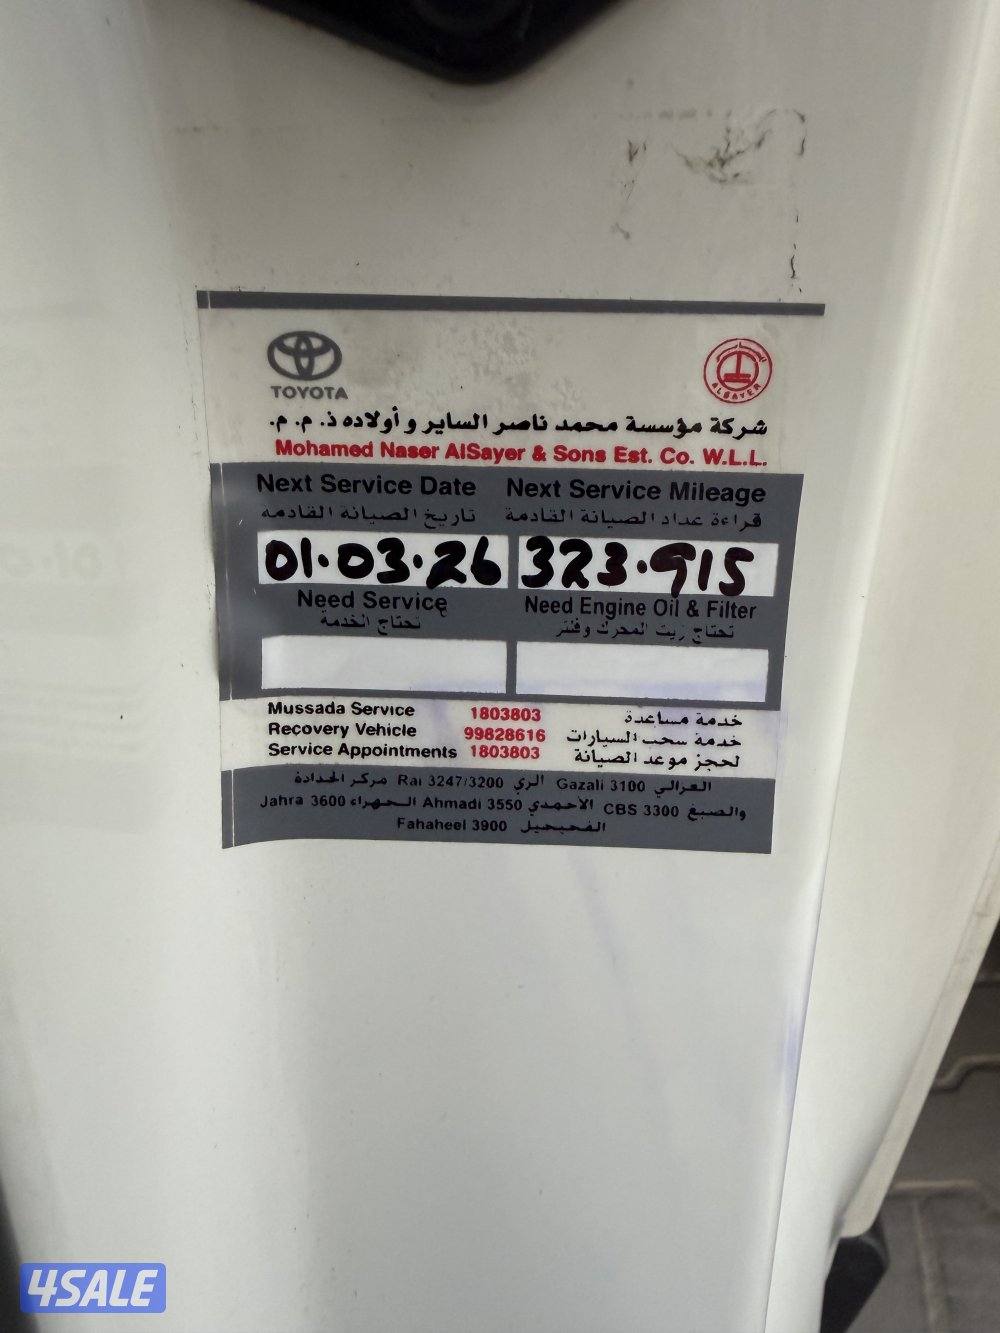 TOYOTA
ALSAYER
شركة مؤسسة محمد ناصر الساير و أولاده ذ. م. م.
Mohamed Naser AlSayer & Sons Est. Co. W.L.L.
Next Service Date Next Service Mileage
تاريخ الصيانة القادمة قراءة عداد الصيانة القادمة
01.03.26 323.915
Need Service Need Engine Oil & Filter
تحتاج الخدمة تحتاج زيت المحرك وفلتر
Mussada Service 1803803 خدمة مساعدة
Recovery Vehicle 99828616 خدمة سحب السيارات
Service Appointments 1803803 لحجز موعد الصيانة
الغزالي Gazali 3100 الري Rai 3247/3200 مركز الحدادة
والصبغ CBS 3300 الأحمدي Ahmadi 3550 الجهراء Jahra 3600
الفحيحيل Fahaheel 3900
4SALE